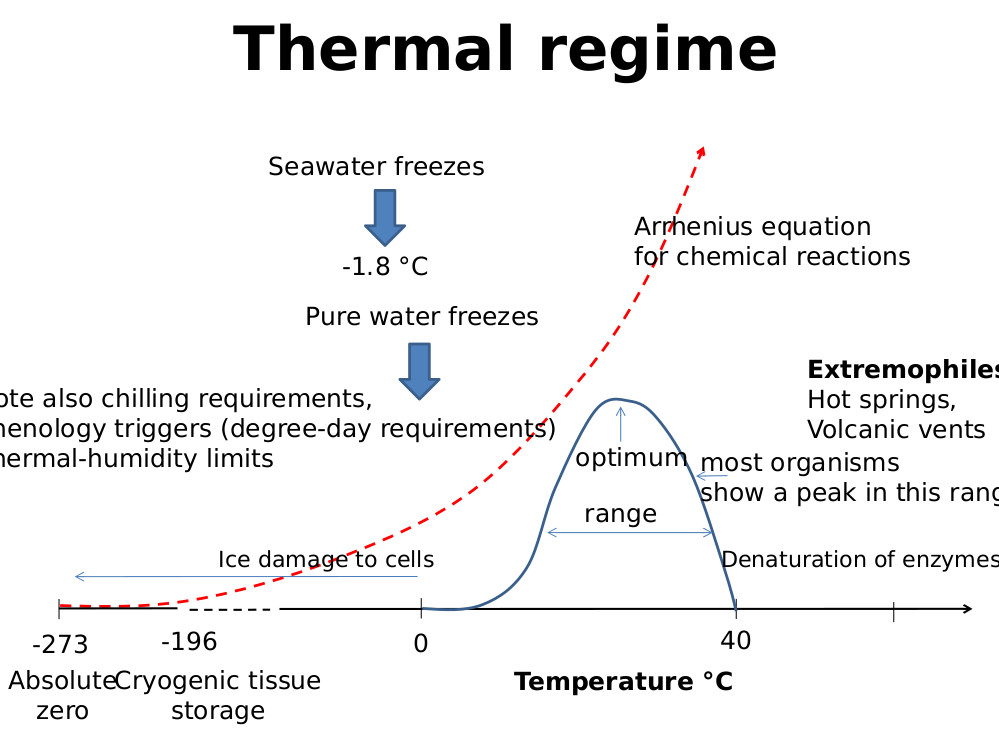 Thermal regime
Seawater freezes
-1.8 °C
Arrhenius equation
for chemical reactions
Pure water freezes
Extremophiles
Hot springs,
Volcanic vents
ote also chilling requirements,
henology triggers (degree-day requirements)
hermal-humidity limits
optimum
most organisms
show a peak in this rang
range
Ice damage to cells
Denaturation of enzymes
-273
-196
0
40
Absolute
zero
Cryogenic tissue
storage
Temperature °C